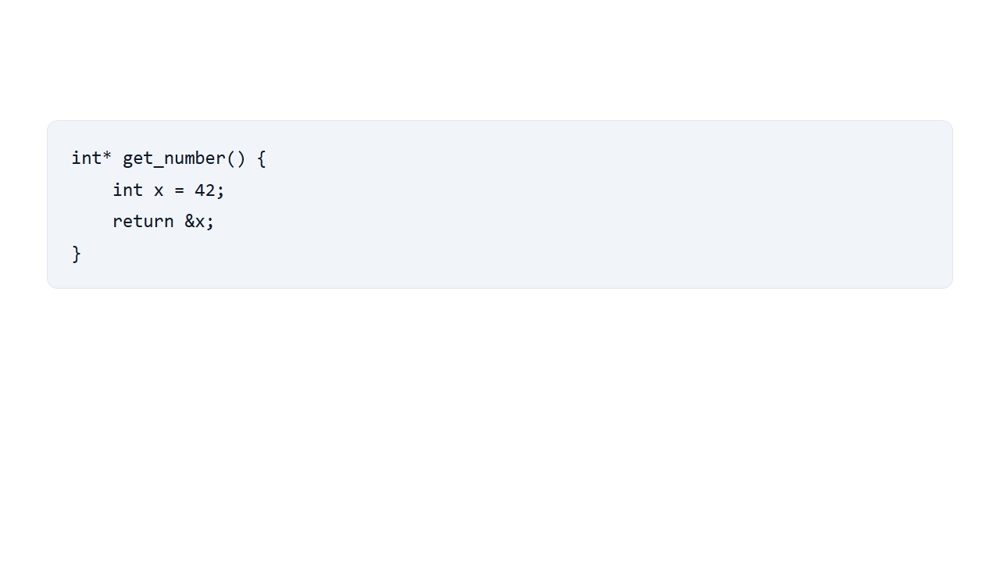 int* get_number() {
    int x = 42;
    return &x;
}